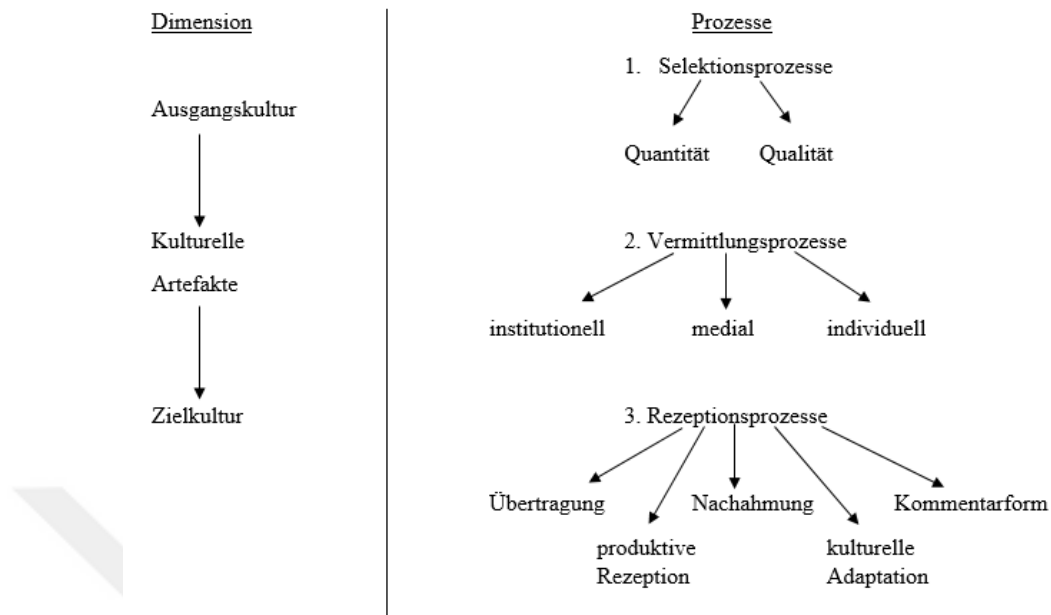 Dimension
Ausgangskultur
Kulturelle
Artefakte
Zielkultur
Prozesse
1. Selektionsprozesse
Quantität Qualität
2. Vermittlungsprozesse
institutionell medial individuell
3. Rezeptionsprozesse
Übertragung Nachahmung Kommentarform
produktive kulturelle
Rezeption Adaptation